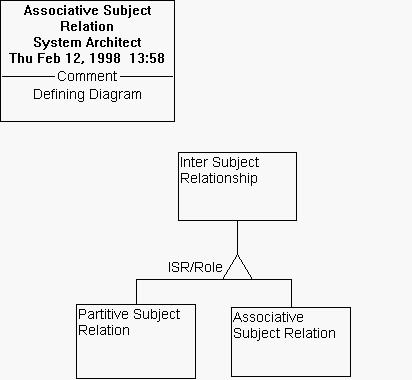 Associative Subject
Relation
System Architect
Thu Feb 12, 1998 13:58
Comment
Defining Diagram
Inter Subject
Relationship
ISR/Role
Partitive Subject
Relation
Associative
Subject Relation